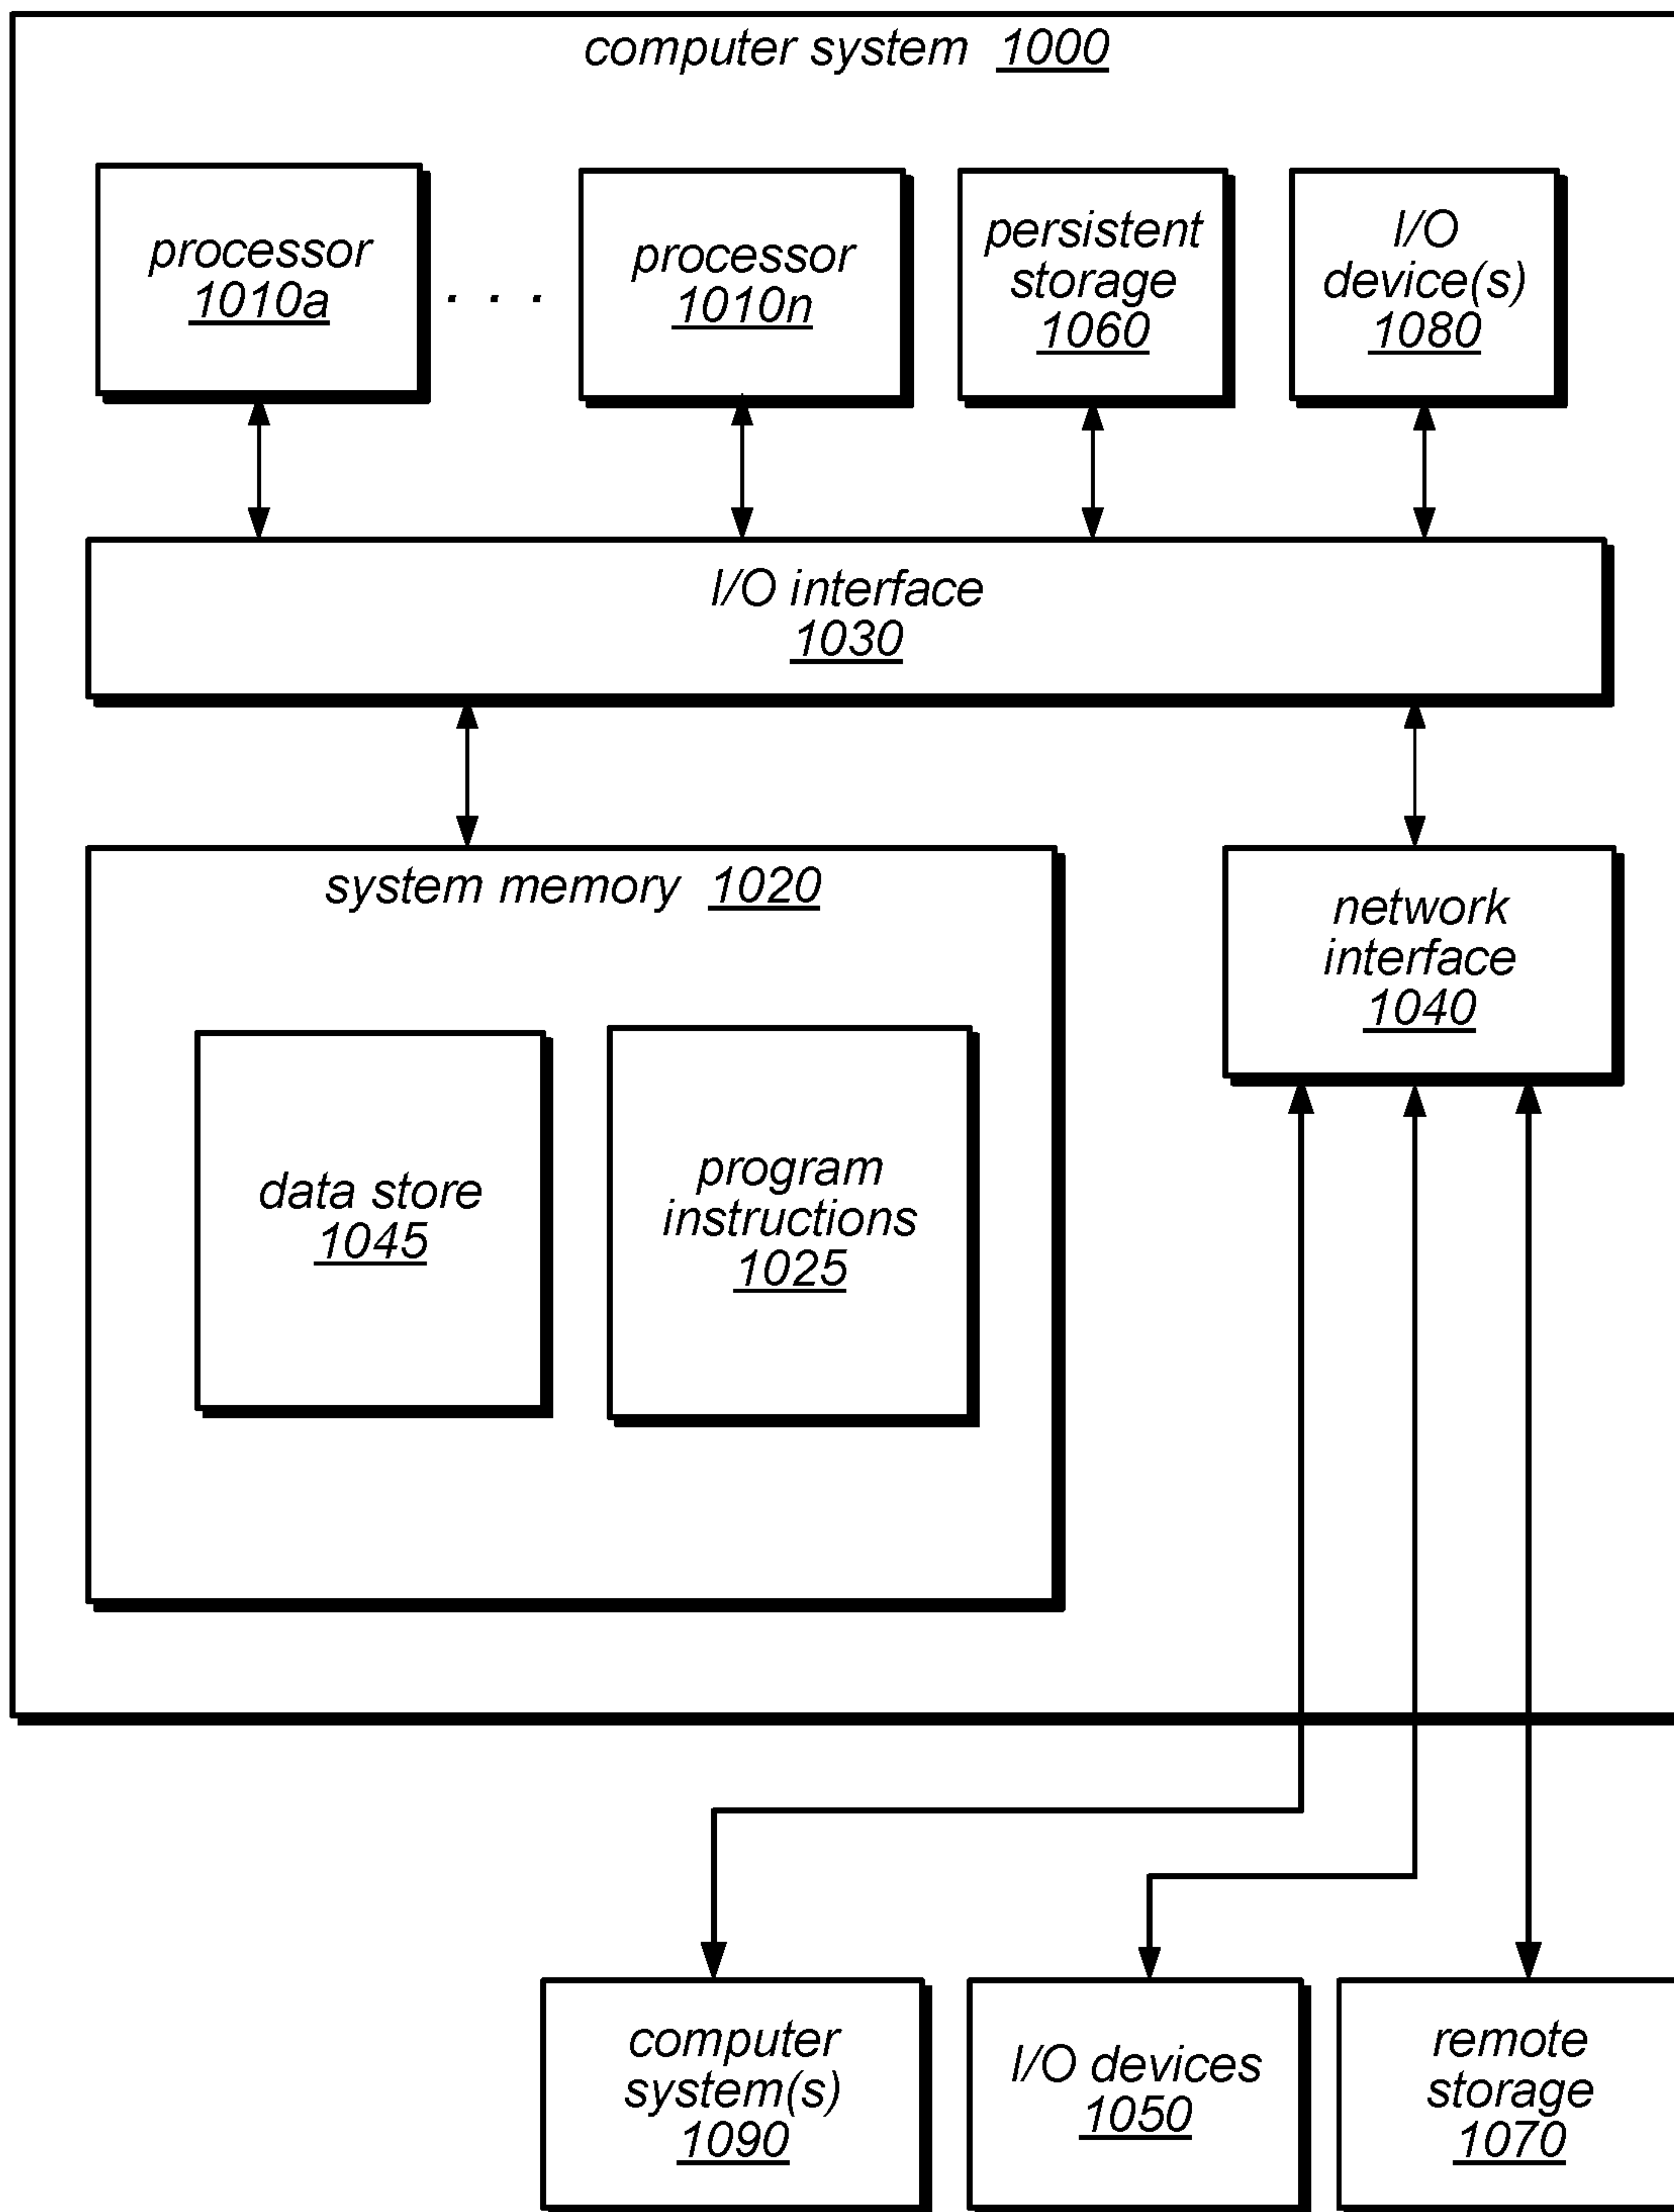 computer system 1000
processor
1010a
. . .
processor
1010n
persistent
storage
1060
I/O
device(s)
1080
I/O interface
1030
system memory 1020
network
interface
1040
data store
1045
program
instructions
1025
computer
system(s)
1090
I/O devices
1050
remote
storage
1070